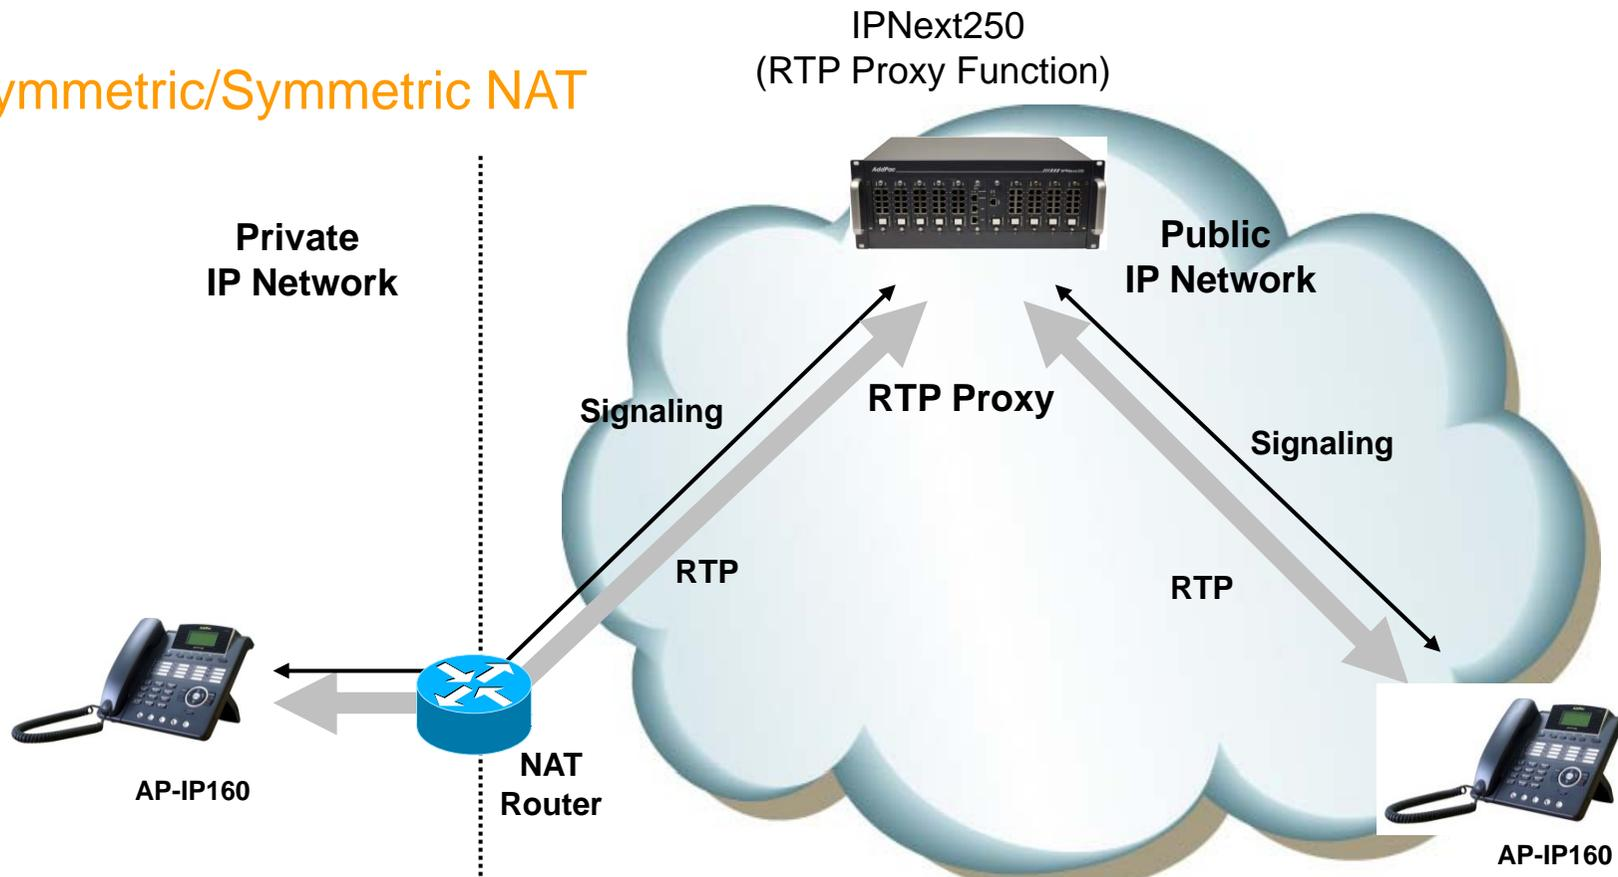 IPNext250
(RTP Proxy Function)
ymmetric/Symmetric NAT
AddPac
Private
IP Network
Public
IP Network
Signaling
RTP Proxy
Signaling
RTP
RTP
NAT
Router
AP-IP160
AP-IP160